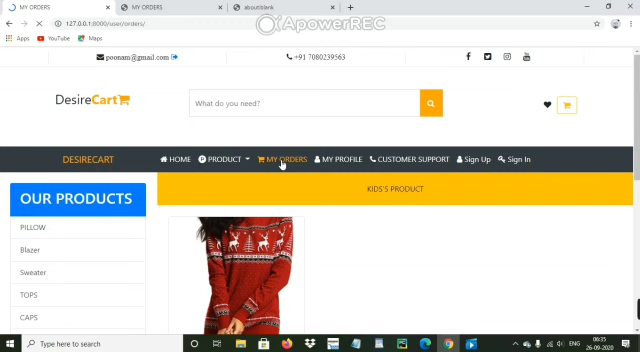 MY ORDERS
MY ORDERS
about:blank
127.0.0.1:8000/user/orders/
ApowerREC
Apps
YouTube
Maps
poonam@gmail.com
+91 7080239563
DesireCart
What do you need?
DESIRECART
HOME
PRODUCT
MY ORDERS
MY PROFILE
CUSTOMER SUPPORT
Sign Up
Sign In
OUR PRODUCTS
KIDS'S PRODUCT
PILLOW
Blazer
Sweater
TOPS
CAPS
Type here to search
ENG
06:35
26-09-2020